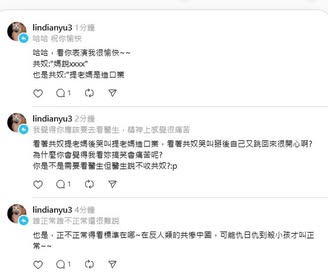 lindianyu3 1分鐘
哈哈 祝你愉快
哈哈，看你表演我很愉快~~
共奴:"媽說xxxx"
也是共奴:"提老媽是造口業
1
lindianyu3 2分鐘
我覺得你應該要去看醫生，精神上感覺很痛苦
看著共奴提老媽後哭叫提老媽造口業，看著共奴哭叫掰後自己又跳回來很開心啊?
為什麼你會覺得我看妳搞笑會痛苦呢?
你是不是需要看醫生但醫生說不收共奴?:p
1
lindianyu3 4分鐘
誰正常誰不正常還很難說
也是，正不正常得看標準在哪~在反人類的共慘中國，可能仇日仇到殺小孩才叫正
常~~
1